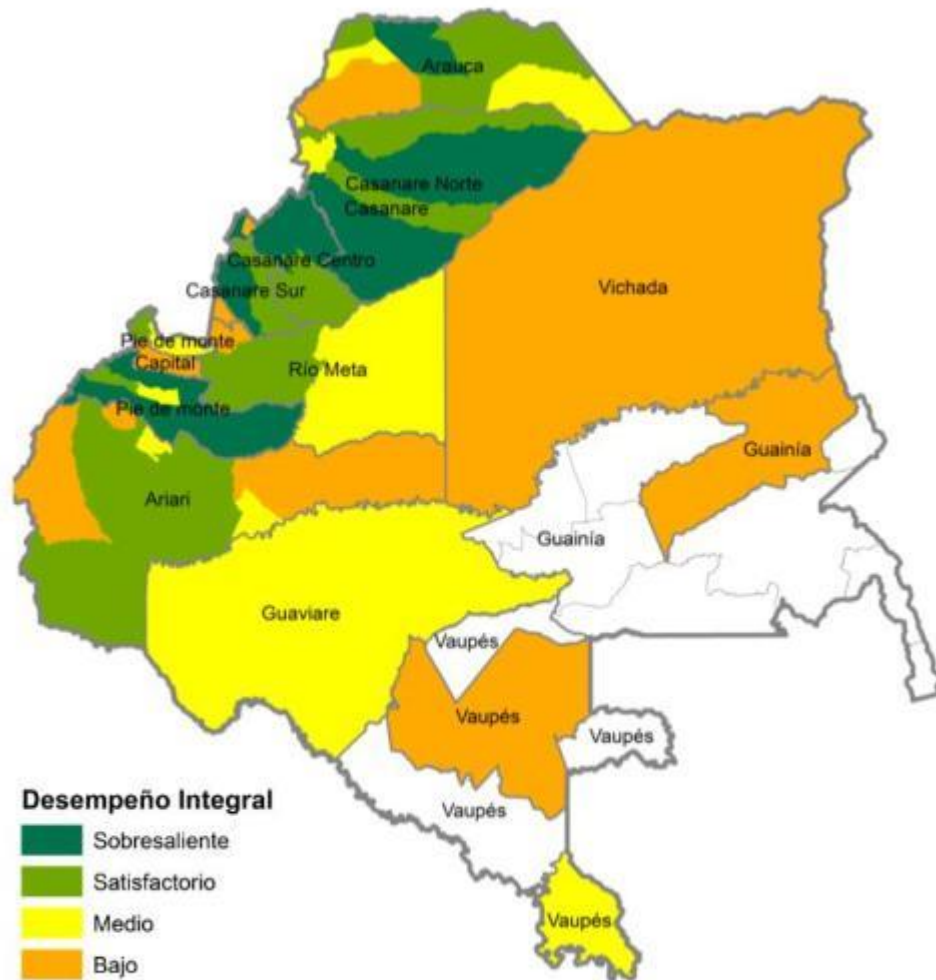 Arauca
Casanare Norte
Casanare
Casanare Centro
Casanare Sur
Vichada
Pie de monte
Capital
Río Meta
Pie de monte
Guainía
Ariari
Guainía
Guaviare
Vaupés
Vaupés
Vaupés
Vaupés
Vaupés
Desempeño Integral
Sobresaliente
Satisfactorio
Medio
Bajo